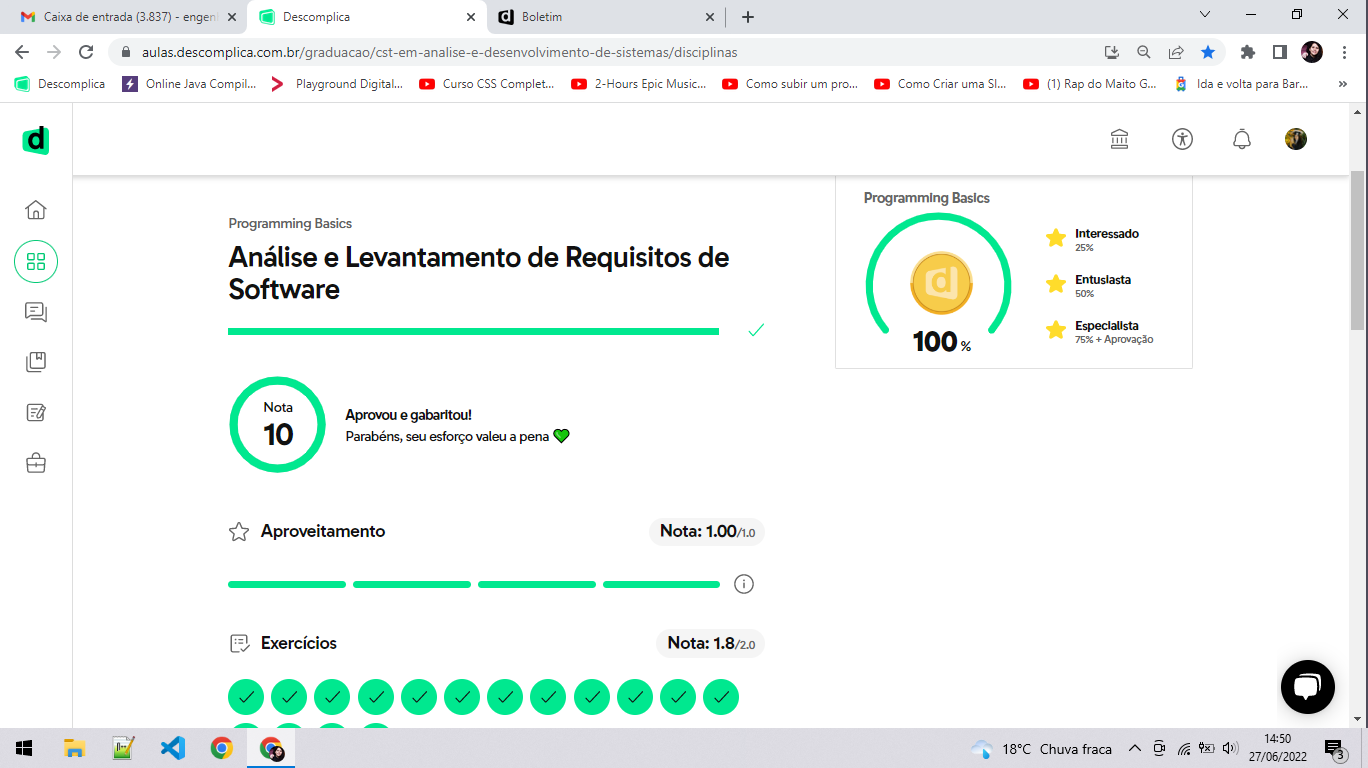 Caixa de entrada (3.837) - engenh
Descomplica
Boletim
aulas.descomplica.com.br/graduacao/cst-em-analise-e-desenvolvimento-de-sistemas/disciplinas
Descomplica
Online Java Compil...
Playground Digital...
Curso CSS Complet...
2-Hours Epic Music...
Como subir um pro...
Como Criar uma Sl...
(1) Rap do Maito G...
Ida e volta para Bar...
»
d
Programming Basics
Análise e Levantamento de Requisitos de
Software
Nota
10
Aprovou e gabaritou!
Parabéns, seu esforço valeu a pena 💚
Aproveitamento
Nota: 1.00/1.0
Exercícios
Nota: 1.8/2.0
Programming Basics
d
100 %
Interessado
25%
Entusiasta
50%
Especialista
75% + Aprovação
18°C Chuva fraca
14:50
27/06/2022
3